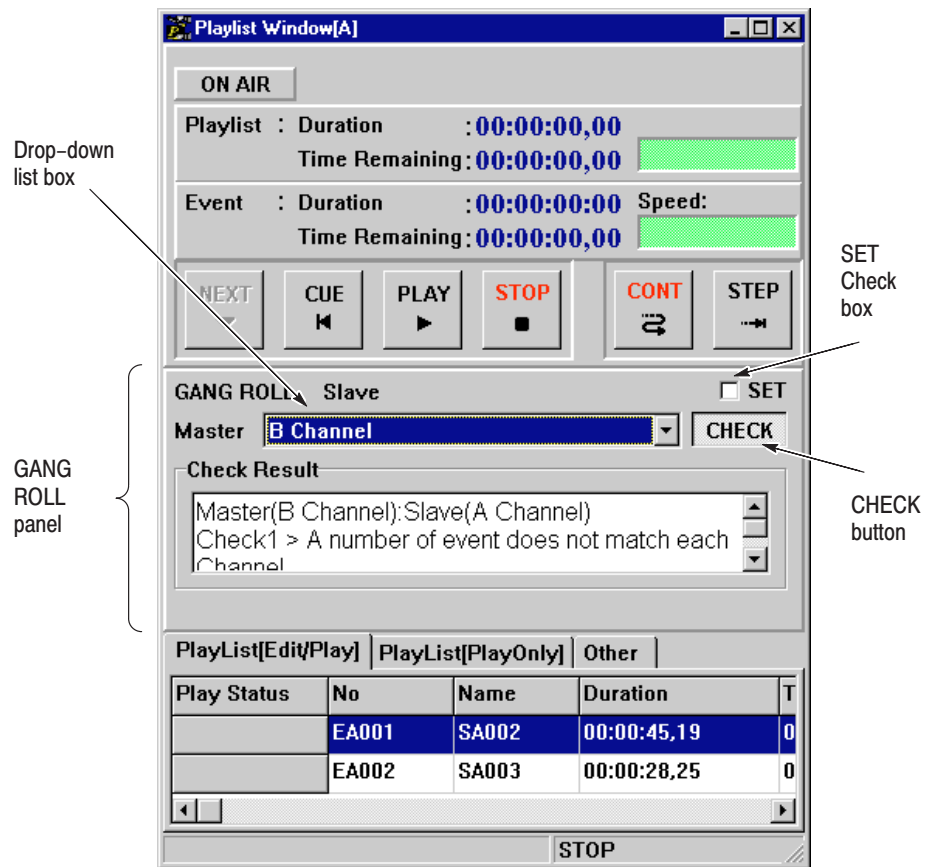 Playlist Window[A]
ON AIR
Playlist : Duration :00:00:00,00
Time Remaining:00:00:00,00
Event : Duration :00:00:00:00 Speed:
Time Remaining:00:00:00,00
NEXT CUE PLAY STOP CONT STEP
GANG ROLL Slave SET
Master B Channel CHECK
Check Result
Master(B Channel):Slave(A Channel)
Check1 > A number of event does not match each
Channel
PlayList[Edit/Play] PlayList[PlayOnly] Other
Play Status No Name Duration T
EA001 SA002 00:00:45,19 0
EA002 SA003 00:00:28,25 0
STOP
Drop–down
list box
GANG
ROLL
panel
SET
Check
box
CHECK
button